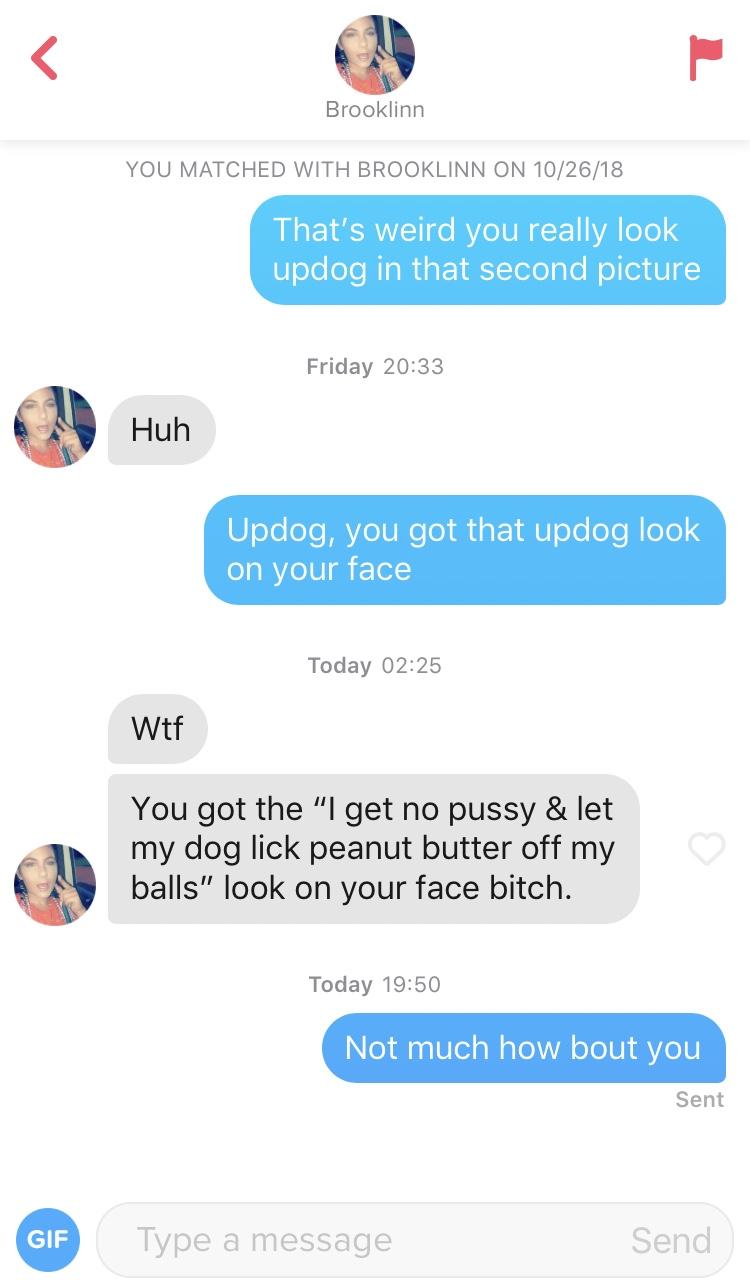 Brooklinn
YOU MATCHED WITH BROOKLINN ON 10/26/18
That’s weird you really look
updog in that second picture
Friday 20:33
Huh
Updog, you got that updog look
on your face
Today 02:25
Wtf
You got the “I get no pussy & let
my dog lick peanut butter off my
balls” look on your face bitch.
Today 19:50
Not much how bout you
Sent
GIF Type a message Send